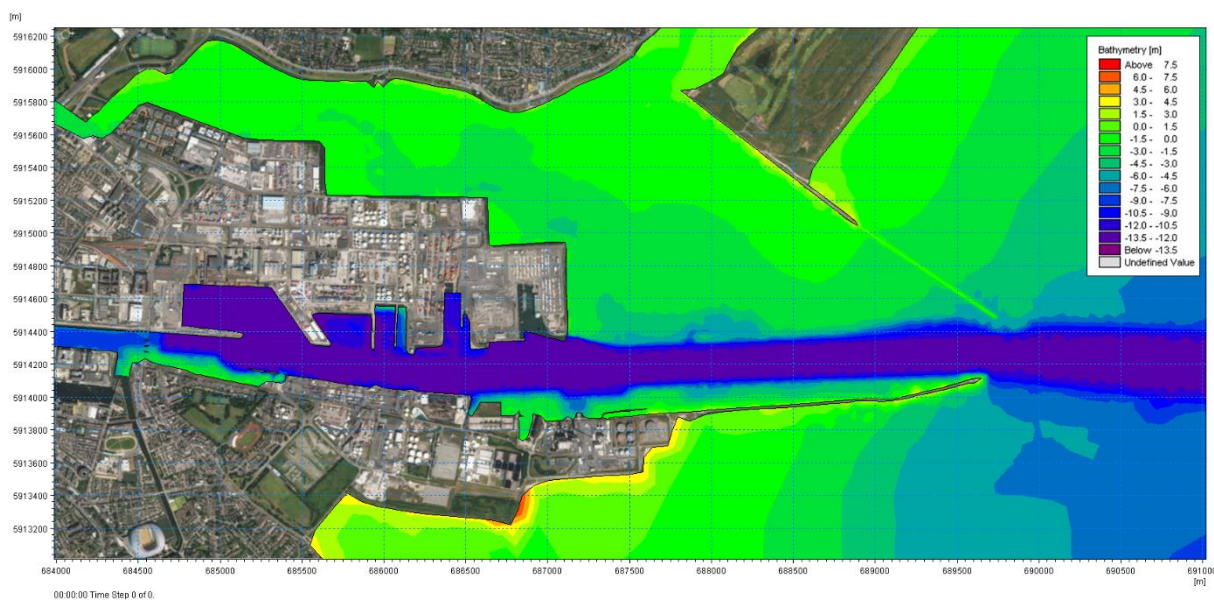 [m]
5916200
5916000
5915800
5915600
5915400
5915200
5915000
5914800
5914600
5914400
5914200
5914000
5913800
5913600
5913400
5913200
Bathymetry [m]
Above 7.5
6.0 - 7.5
4.5 - 6.0
3.0 - 4.5
1.5 - 3.0
0.0 - 1.5
-1.5 - 0.0
-3.0 - -1.5
-4.5 - -3.0
-6.0 - -4.5
-7.5 - -6.0
-9.0 - -7.5
-10.5 - -9.0
-12.0 - -10.5
-13.5 - -12.0
Below -13.5
Undefined Value
684000 684500 685000 685500 686000 686500 687000 687500 688000 688500 689000 689500 690000 690500 691000
[m]
00:00:00 Time Step 0 of 0.